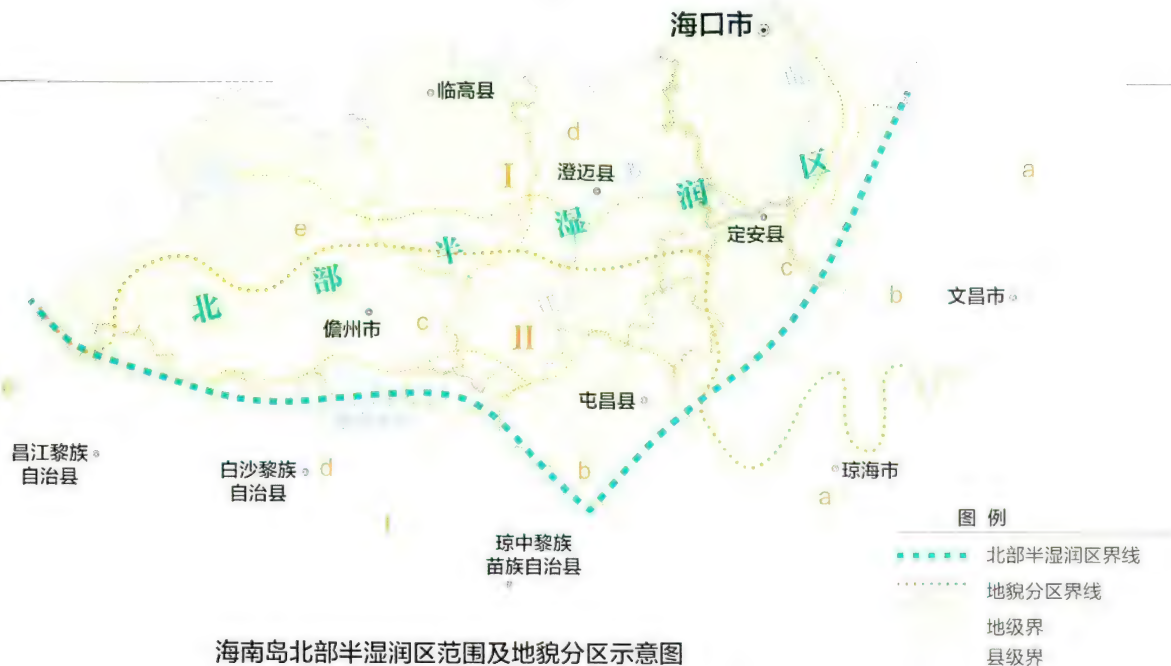 海口市
临高县
d
a
I
澄迈县
北部半湿润区
定安县
e
c
b
文昌市
儋州市
c
II
屯昌县
昌江黎族
自治县
白沙黎族
自治县
d
b
琼海市
a
琼中黎族
苗族自治县
图 例
北部半湿润区界线
地貌分区界线
地级界
县级界
海南岛北部半湿润区范围及地貌分区示意图